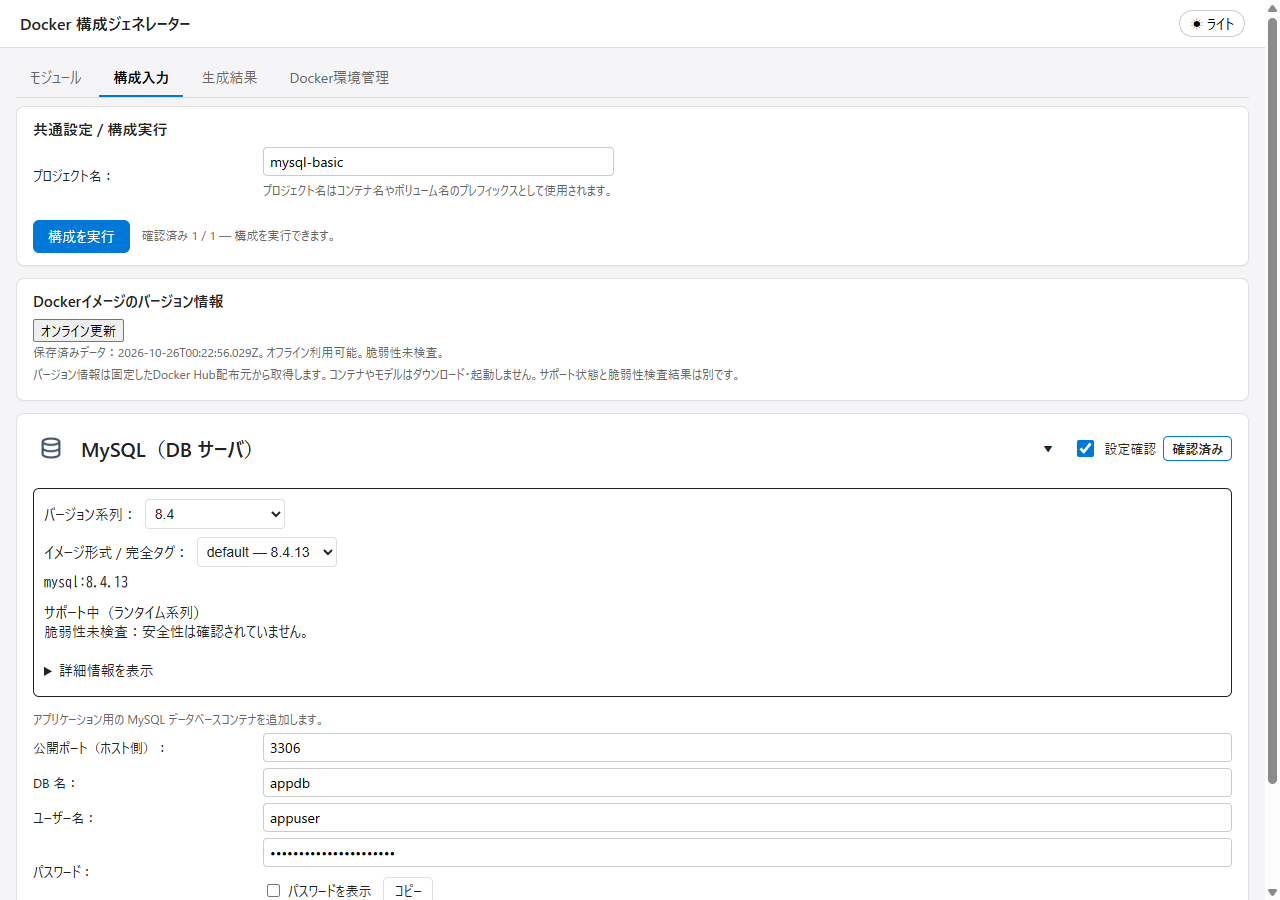 Docker 構成ジェネレーター
ライト
モジュール 構成入力 生成結果 Docker環境管理
共通設定 / 構成実行
プロジェクト名：
mysql-basic
プロジェクト名はコンテナ名やボリューム名のプレフィックスとして使用されます。
構成を実行 確認済み 1 / 1 — 構成を実行できます。
Dockerイメージのバージョン情報
オンライン更新
保存済みデータ：2026-10-26T00:22:56.029Z。オフライン利用可能。脆弱性未検査。
バージョン情報は固定したDocker Hub配布元から取得します。コンテナやモデルはダウンロード・起動しません。サポート状態と脆弱性検査結果は別です。
MySQL（DB サーバ）
▼ 設定確認 確認済み
バージョン系列： 8.4
イメージ形式 / 完全タグ： default — 8.4.13
mysql:8.4.13
サポート中（ランタイム系列）
脆弱性未検査：安全性は確認されていません。
▶ 詳細情報を表示
アプリケーション用の MySQL データベースコンテナを追加します。
公開ポート（ホスト側）： 3306
DB 名： appdb
ユーザー名： appuser
パスワード： ••••••••••••••••••••••
パスワードを表示 コピー